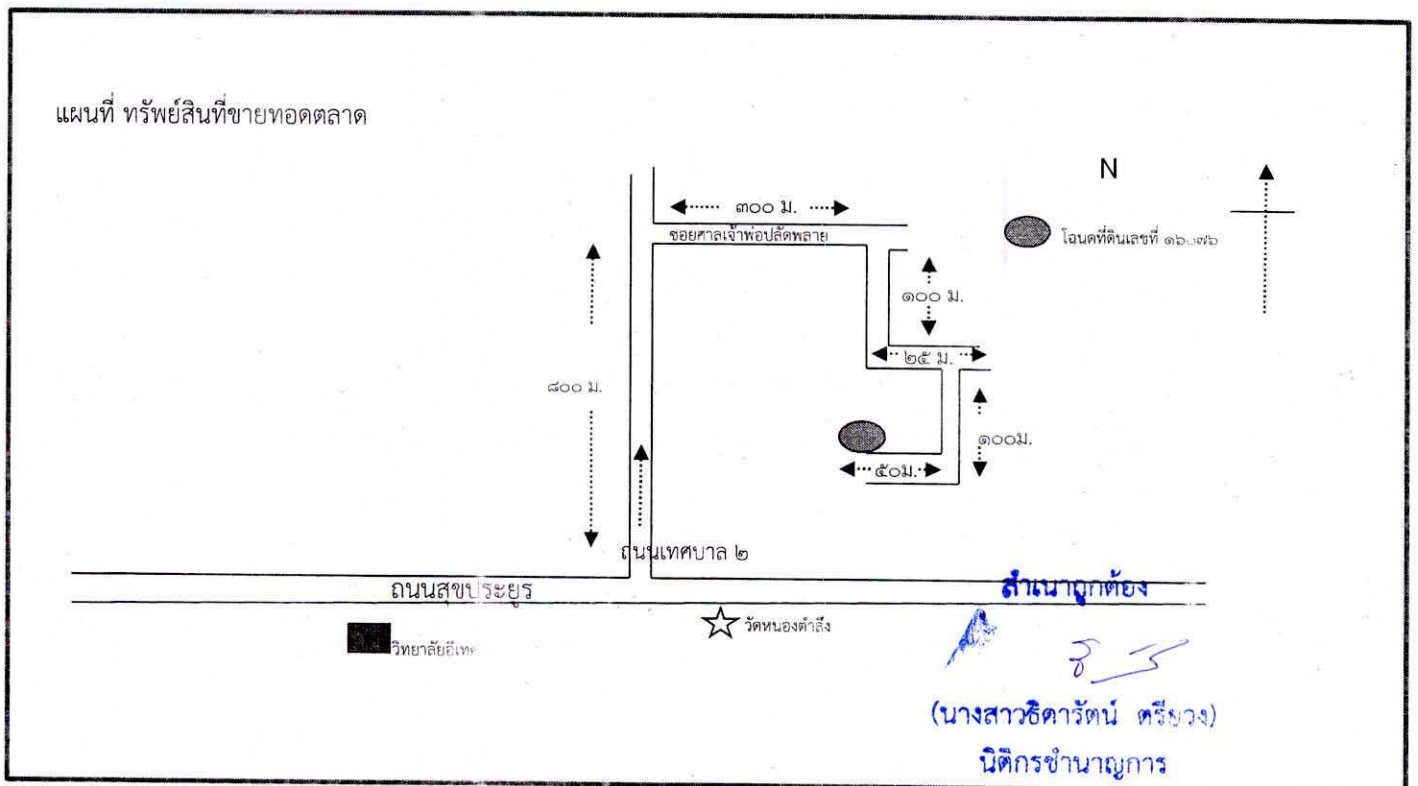 แผนที่ ทรัพย์สินที่ขายทอดตลาด
N
๓๐๐ ม.
ซอยศาลเจ้าพ่อปลัดพลาย
โฉนดที่ดินเลขที่ ๑๖๐๗๖
๑๐๐ ม.
๒๕ ม.
๘๐๐ ม.
๑๐๐ม.
๕๐ม.
ถนนเทศบาล ๒
ถนนสุขประยูร
สำเนาถูกต้อง
วัดหนองตำลึง
วิทยาลัยอีเทค
(นางสาวธิดารัตน์ ตรียวง)
นิติกรชำนาญการ